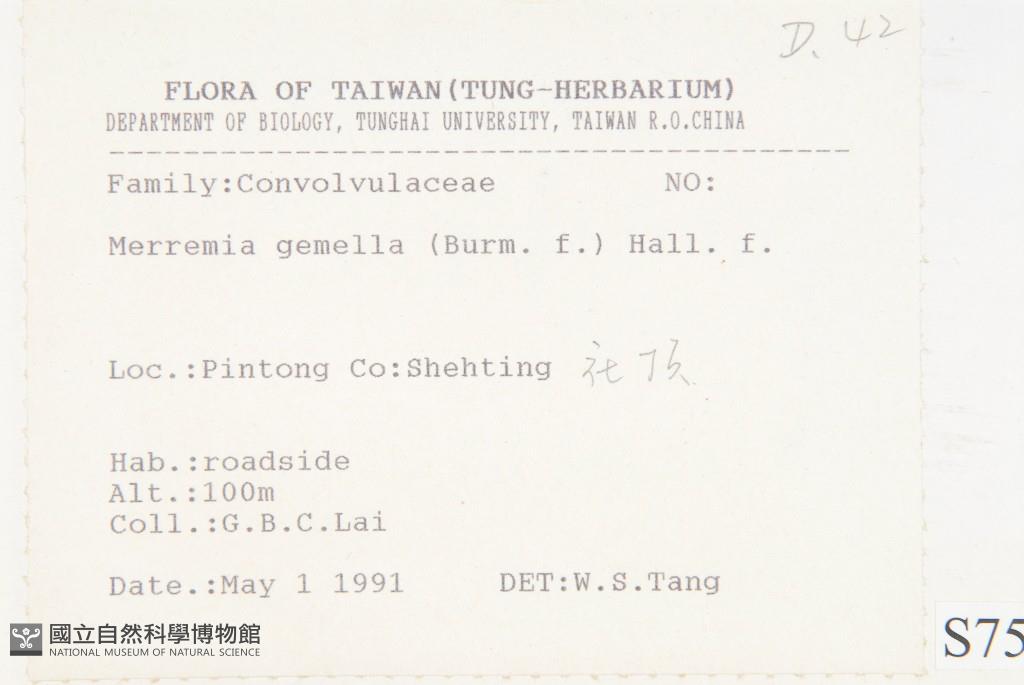 D. 42
FLORA OF TAIWAN(TUNG-HERBARIUM)
DEPARTMENT OF BIOLOGY, TUNGHAI UNIVERSITY, TAIWAN R.O.CHINA
Family:Convolvulaceae NO:
Merremia gemella (Burm. f.) Hall. f.
Loc.:Pintong Co:Shehting 社頂
Hab.:roadside
Alt.:100m
Coll.:G.B.C.Lai
Date.:May 1 1991 DET:W.S.Tang
國立自然科學博物館
NATIONAL MUSEUM OF NATURAL SCIENCE
S75